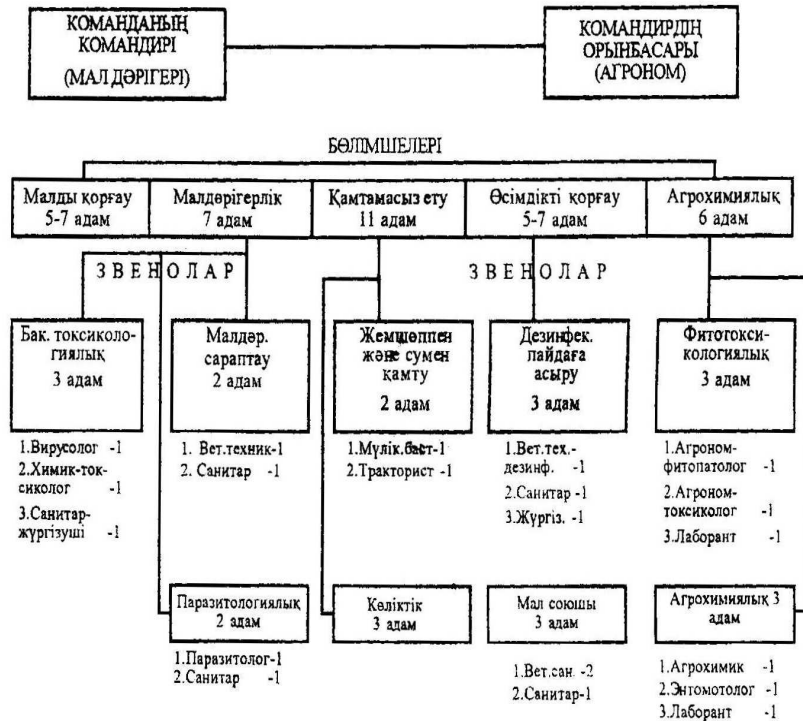 КОМАНДАНЫҢ
КОМАНДИРІ
(МАЛ ДӘРІГЕРІ)
КОМАНДИРДІҢ
ОРЫНБАСАРЫ
(АГРОНОМ)
БӨЛІМШЕЛЕРІ
Малды қорғау
5-7 адам
Малдәрігерлік
7 адам
Қамтамасыз ету
11 адам
Өсімдікті қорғау
5-7 адам
Агрохимиялық
6 адам
ЗВЕНОЛАР
ЗВЕНОЛАР
Бак. токсиколо-
гиялық
3 адам
Малдәр.
сараптау
2 адам
Жемшөппен
және сумен
қамту
2 адам
Дезинфек.
пайдаға
асыру
3 адам
Фитотокси-
кологиялық
3 адам
1.Вирусолог -1
2.Химик-ток-
сиколог -1
3.Санитар-
жүргізуші -1
1. Вет.техник-1
2. Санитар -1
1.Мүлік.баст-1
2.Тракторист -1
1.Вет.тех.-
дезинф. -1
2.Санитар -1
3.Жүргіз. -1
1.Агроном-
фитопатолог -1
2.Агроном-
токсиколог -1
3.Лаборант -1
Паразитологиялық
2 адам
Көліктік
3 адам
Мал союшы
3 адам
Агрохимиялық 3
адам
1.Паразитолог-1
2.Санитар -1
1.Вет.сан. -2
2.Санитар-1
1.Агрохимик -1
2.Энтомотолог -1
3.Лаборант -1